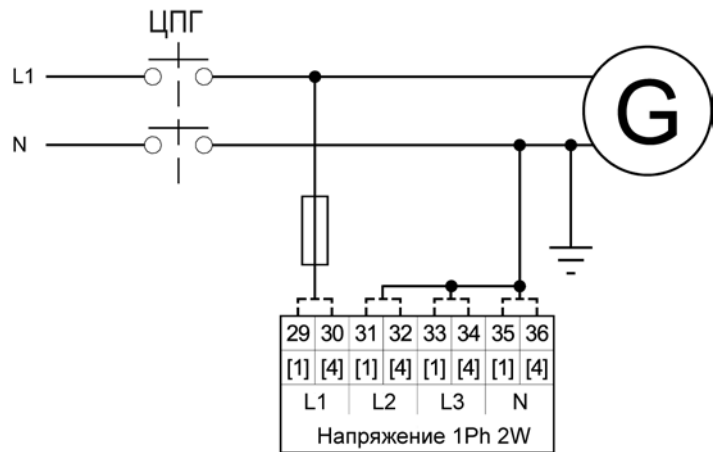 ЦПГ
L1
G
N
29 30 31 32 33 34 35 36
[1] [4] [1] [4] [1] [4] [1] [4]
L1 L2 L3 N
Напряжение 1Ph 2W